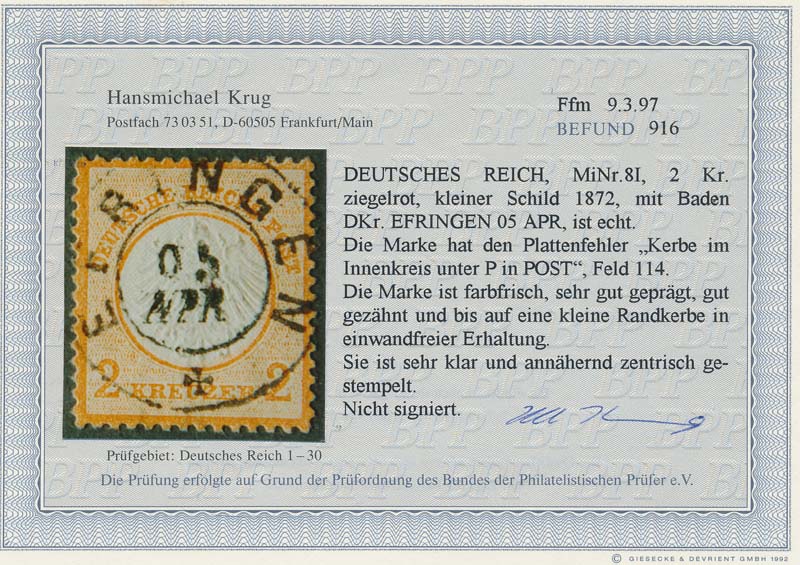 Hansmichael Krug
Postfach 73 03 51, D-60505 Frankfurt/Main
Ffm 9.3.97
BEFUND 916
DEUTSCHES REICH, MiNr.8I, 2 Kr.
ziegelrot, kleiner Schild 1872, mit Baden
DKr. EFRINGEN 05 APR, ist echt.
Die Marke hat den Plattenfehler „Kerbe im
Innenkreis unter P in POST“, Feld 114.
Die Marke ist farbfrisch, sehr gut geprägt, gut
gezähnt und bis auf eine kleine Randkerbe in
einwandfreier Erhaltung.
Sie ist sehr klar und annähernd zentrisch ge-
stempelt.
Nicht signiert.
EFRINGEN
05
APR
DEUTSCHE REICHS-POST
2 KREUZER 2
Prüfgebiet: Deutsches Reich 1–30
Die Prüfung erfolgte auf Grund der Prüfordnung des Bundes der Philatelistischen Prüfer e.V.
© GIESECKE & DEVRIENT GMBH 1992
BPP